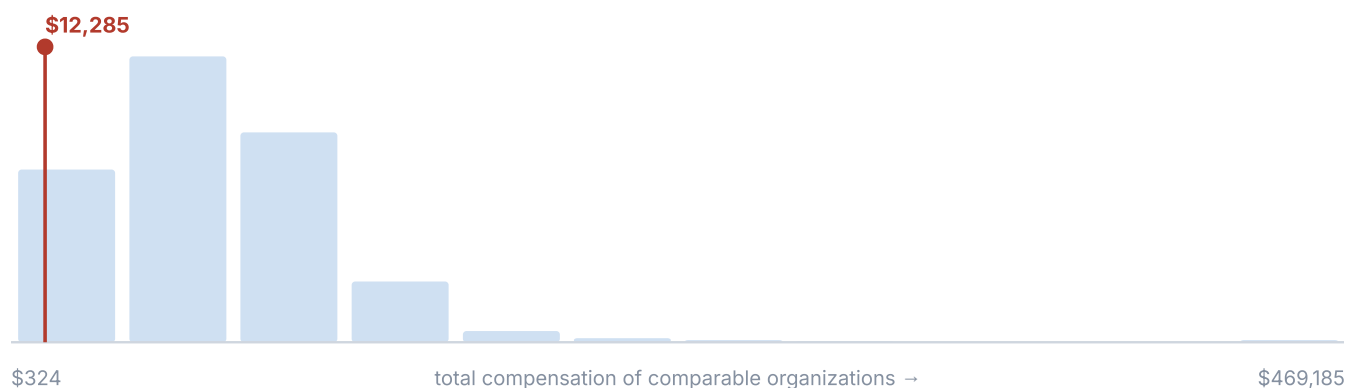 $12,285
$324
total compensation of comparable organizations →
$469,185